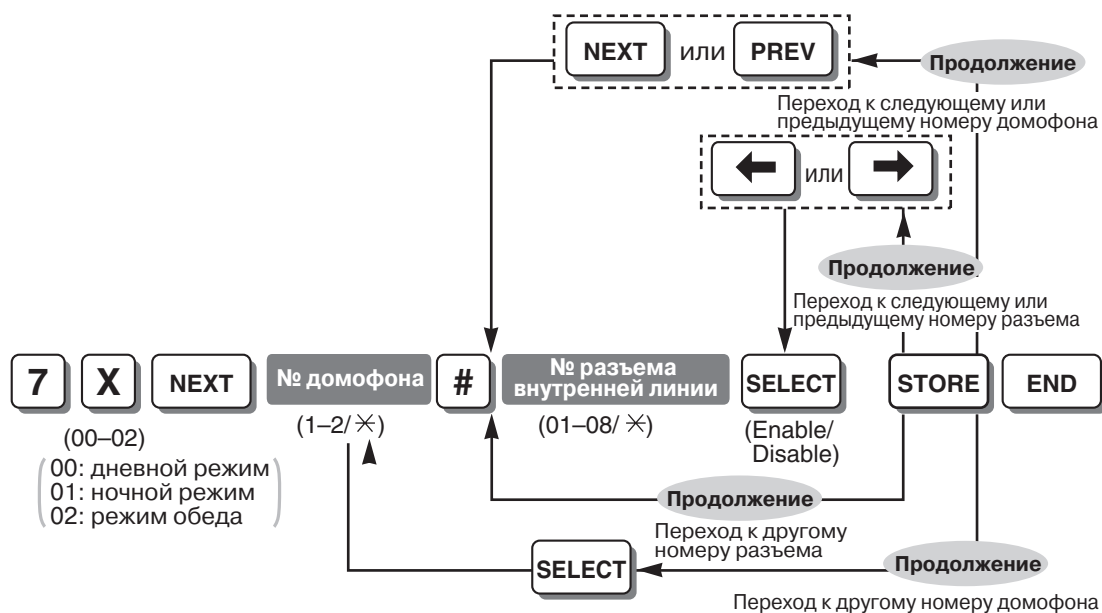 NEXT или PREV
Продолжение
Переход к следующему или
предыдущему номеру домофона
← или →
Продолжение
Переход к следующему или
предыдущему номеру разъема
7 X NEXT № домофона # № разъема
внутренней линии SELECT STORE END
(00–02)
00: дневной режим
01: ночной режим
02: режим обеда
(1–2/✳)
(01–08/ ✳)
(Enable/
Disable)
Продолжение
Переход к другому
номеру разъема
SELECT
Продолжение
Переход к другому номеру домофона